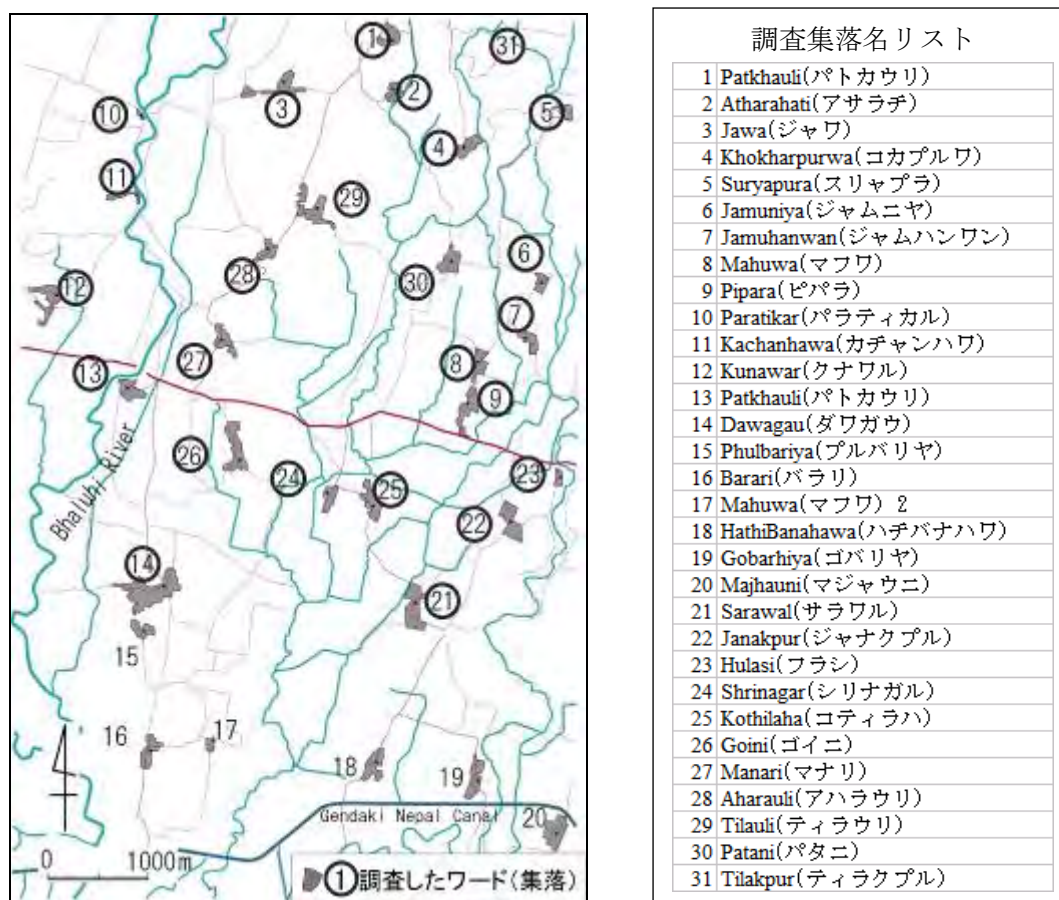 ①
㉛
②
③
⑩
⑤
④
⑪
㉙
⑥
㉘
㉚
⑫
⑦
㉗
⑧
⑬
⑨
㉖
㉔
㉓
㉕
㉒
Bhaluhi River
⑭
㉑
15
16
17
18
19
Gendaki Nepal Canal
20
0 1000m
①調査したワード(集落)
調査集落名リスト
1 Patkhauli(パトカウリ)
2 Atharahati(アサラヂ)
3 Jawa(ジャワ)
4 Khokharpurwa(コカプルワ)
5 Suryapura(スリャプラ)
6 Jamuniya(ジャムニヤ)
7 Jamuhanwan(ジャムハンワン)
8 Mahuwa(マフワ)
9 Pipara(ピパラ)
10 Paratikar(パラティカル)
11 Kachanhawa(カチャンハワ)
12 Kunawar(クナワル)
13 Patkhauli(パトカウリ)
14 Dawagau(ダワガウ)
15 Phulbariya(プルバリヤ)
16 Barari(バラリ)
17 Mahuwa(マフワ) 2
18 HathiBanahawa(ハチバナハワ)
19 Gobarhiya(ゴバリヤ)
20 Majhauni(マジャウニ)
21 Sarawal(サラワル)
22 Janakpur(ジャナクプル)
23 Hulasi(フラシ)
24 Shrinagar(シリナガル)
25 Kothilaha(コティラハ)
26 Goini(ゴイニ)
27 Manari(マナリ)
28 Aharauli(アハラウリ)
29 Tilauli(ティラウリ)
30 Patani(パタニ)
31 Tilakpur(ティラクプル)